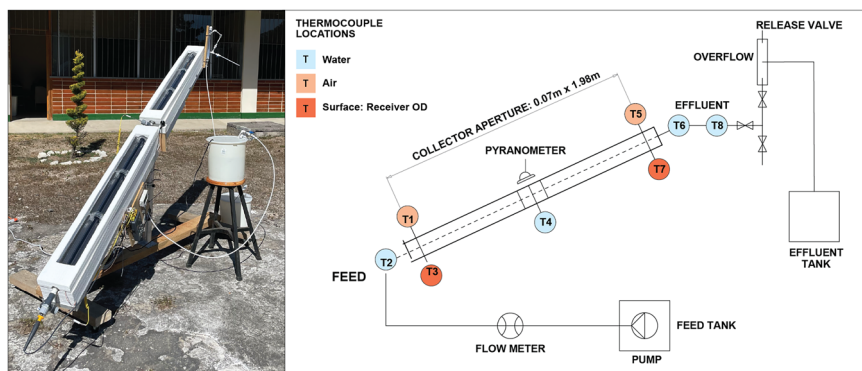 THERMOCOUPLE
LOCATIONS
T Water
T Air
T Surface: Receiver OD
COLLECTOR APERTURE: 0.07m x 1.98m
PYRANOMETER
RELEASE VALVE
OVERFLOW
EFFLUENT
T5
T6
T8
T7
T1
T4
T2
T3
FEED
EFFLUENT
TANK
FEED TANK
FLOW METER
PUMP